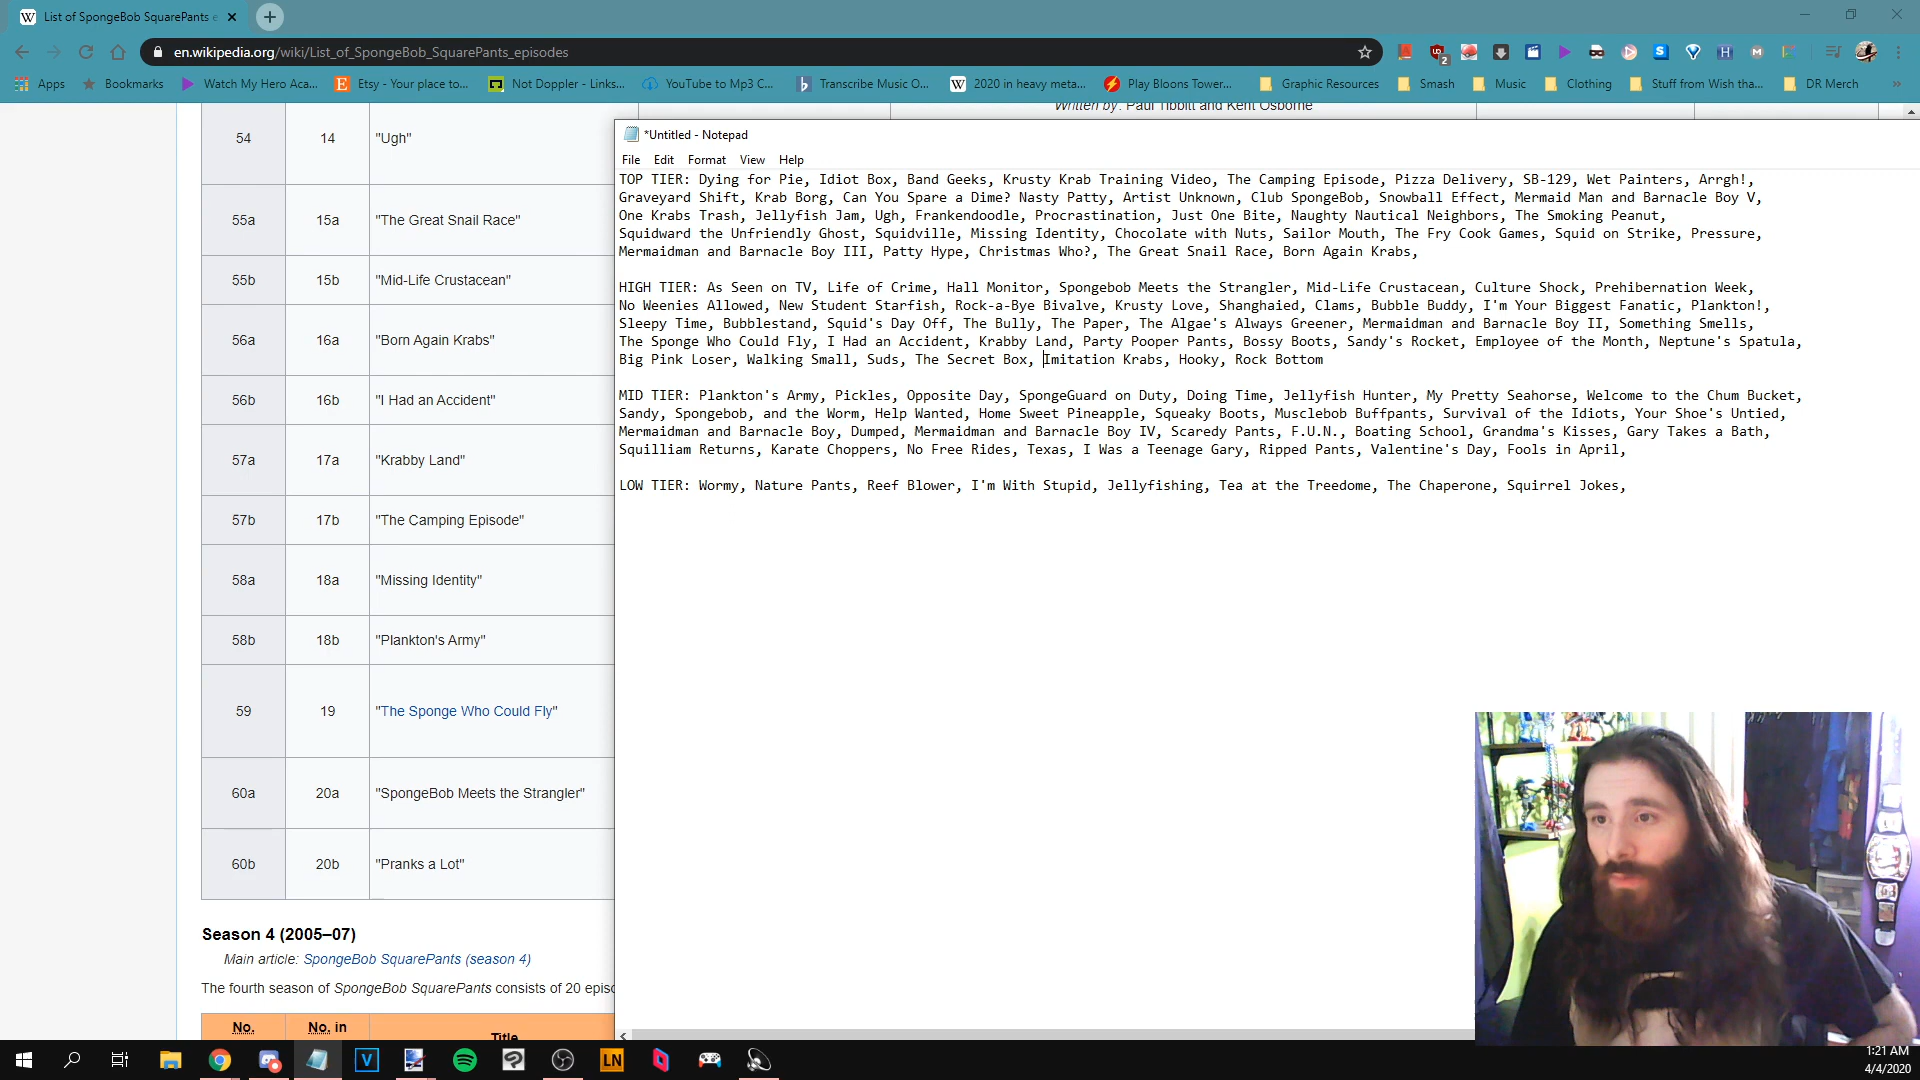 List of SpongeBob SquarePants e
en.wikipedia.org/wiki/List_of_SpongeBob_SquarePants_episodes
2
Apps
Bookmarks
Watch My Hero Aca...
Etsy - Your place to...
Not Doppler - Links...
YouTube to Mp3 C...
Transcribe Music O...
2020 in heavy meta...
Play Bloons Tower...
Graphic Resources
Smash
Music
Clothing
Stuff from Wish tha...
DR Merch
Written by: Paul Tibbitt and Kent Osborne
54 14 "Ugh"
55a 15a "The Great Snail Race"
55b 15b "Mid-Life Crustacean"
56a 16a "Born Again Krabs"
56b 16b "I Had an Accident"
57a 17a "Krabby Land"
57b 17b "The Camping Episode"
58a 18a "Missing Identity"
58b 18b "Plankton's Army"
59 19 "The Sponge Who Could Fly"
60a 20a "SpongeBob Meets the Strangler"
60b 20b "Pranks a Lot"
Season 4 (2005–07)
Main article: SpongeBob SquarePants (season 4)
The fourth season of SpongeBob SquarePants consists of 20 episo
No. No. in Title
*Untitled - Notepad
File Edit Format View Help
TOP TIER: Dying for Pie, Idiot Box, Band Geeks, Krusty Krab Training Video, The Camping Episode, Pizza Delivery, SB-129, Wet Painters, Arrgh!,
Graveyard Shift, Krab Borg, Can You Spare a Dime? Nasty Patty, Artist Unknown, Club SpongeBob, Snowball Effect, Mermaid Man and Barnacle Boy V,
One Krabs Trash, Jellyfish Jam, Ugh, Frankendoodle, Procrastination, Just One Bite, Naughty Nautical Neighbors, The Smoking Peanut,
Squidward the Unfriendly Ghost, Squidville, Missing Identity, Chocolate with Nuts, Sailor Mouth, The Fry Cook Games, Squid on Strike, Pressure,
Mermaidman and Barnacle Boy III, Patty Hype, Christmas Who?, The Great Snail Race, Born Again Krabs,
HIGH TIER: As Seen on TV, Life of Crime, Hall Monitor, Spongebob Meets the Strangler, Mid-Life Crustacean, Culture Shock, Prehibernation Week,
No Weenies Allowed, New Student Starfish, Rock-a-Bye Bivalve, Krusty Love, Shanghaied, Clams, Bubble Buddy, I'm Your Biggest Fanatic, Plankton!,
Sleepy Time, Bubblestand, Squid's Day Off, The Bully, The Paper, The Algae's Always Greener, Mermaidman and Barnacle Boy II, Something Smells,
The Sponge Who Could Fly, I Had an Accident, Krabby Land, Party Pooper Pants, Bossy Boots, Sandy's Rocket, Employee of the Month, Neptune's Spatula,
Big Pink Loser, Walking Small, Suds, The Secret Box, Imitation Krabs, Hooky, Rock Bottom
MID TIER: Plankton's Army, Pickles, Opposite Day, SpongeGuard on Duty, Doing Time, Jellyfish Hunter, My Pretty Seahorse, Welcome to the Chum Bucket,
Sandy, Spongebob, and the Worm, Help Wanted, Home Sweet Pineapple, Squeaky Boots, Musclebob Buffpants, Survival of the Idiots, Your Shoe's Untied,
Mermaidman and Barnacle Boy, Dumped, Mermaidman and Barnacle Boy IV, Scaredy Pants, F.U.N., Boating School, Grandma's Kisses, Gary Takes a Bath,
Squilliam Returns, Karate Choppers, No Free Rides, Texas, I Was a Teenage Gary, Ripped Pants, Valentine's Day, Fools in April,
LOW TIER: Wormy, Nature Pants, Reef Blower, I'm With Stupid, Jellyfishing, Tea at the Treedome, The Chaperone, Squirrel Jokes,
V
LN
1:21 AM
4/4/2020